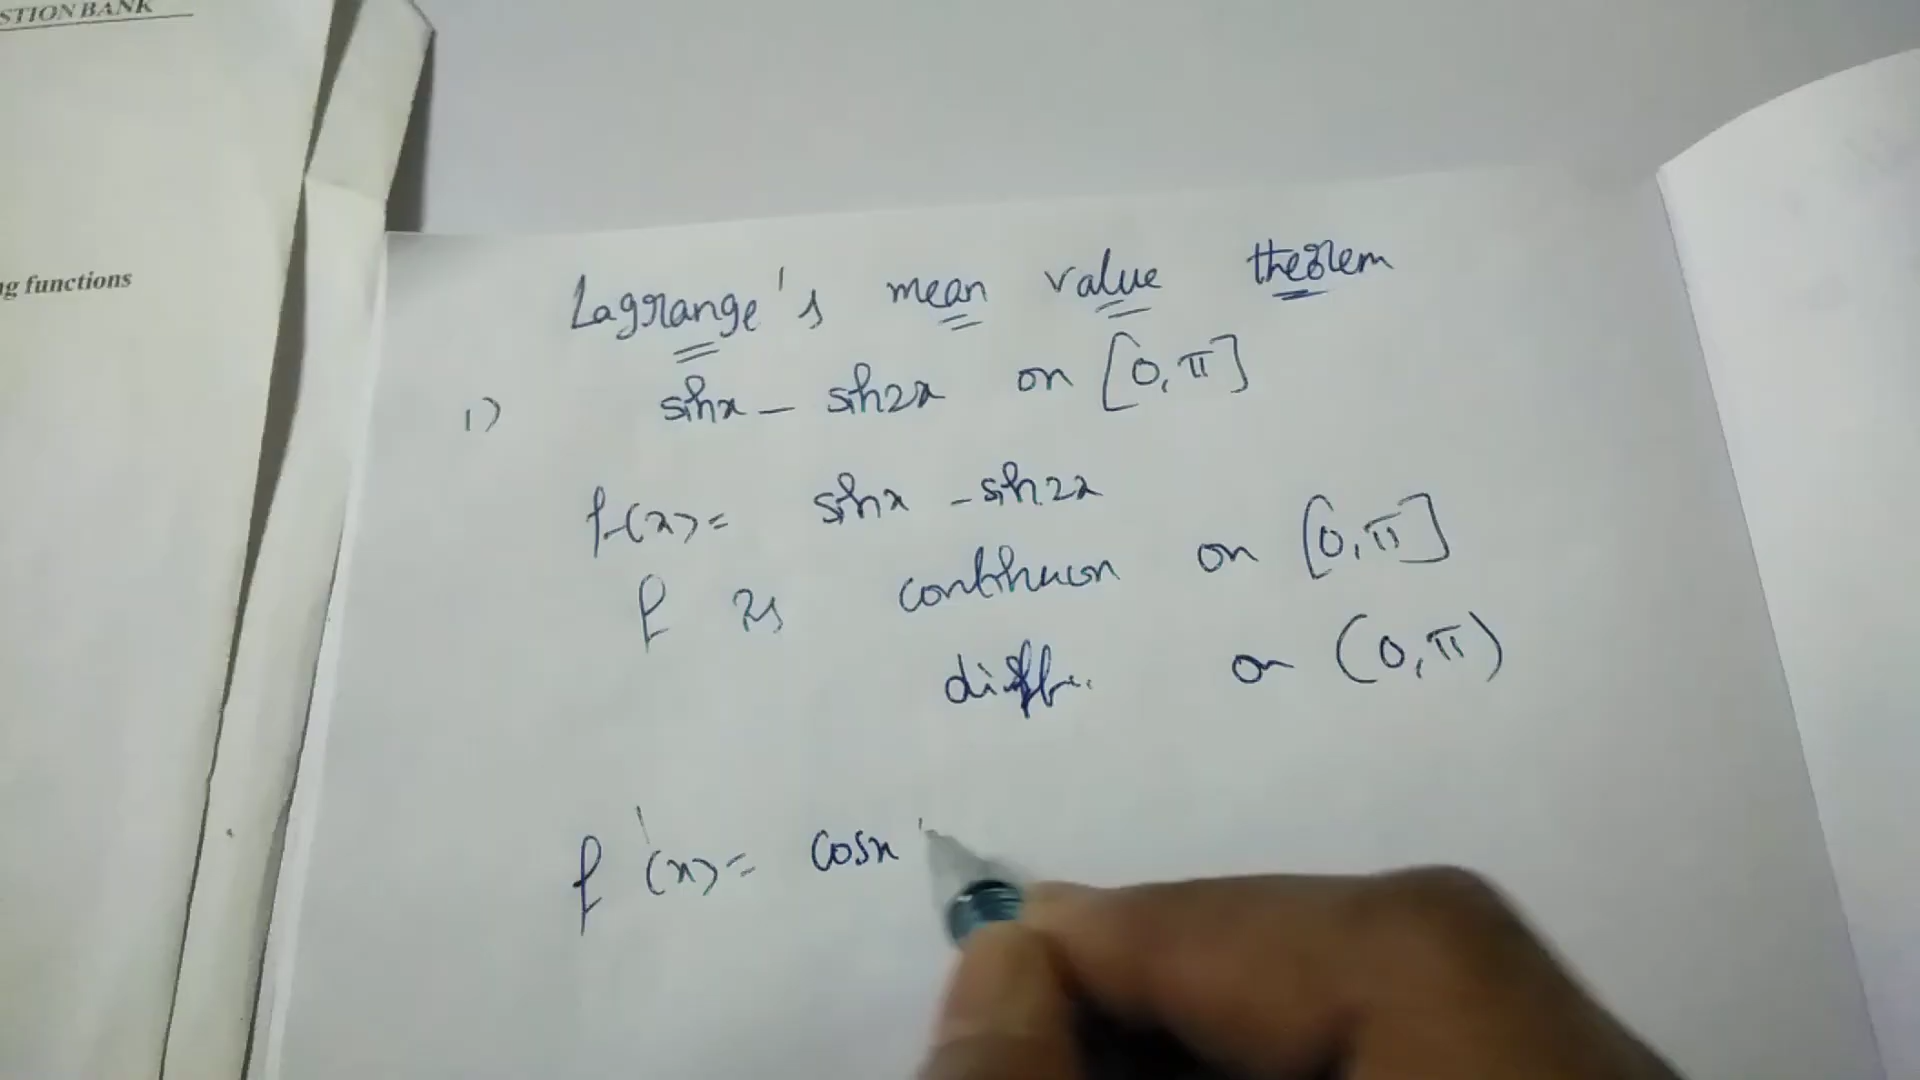 STION BANK
g functions
Lagrange's mean value theorem
1) sinx - sin2x on [0, π]
f(x) = sinx - sin2x
f is continuous on [0, π]
diff. on (0, π)
f'(x) = cosx